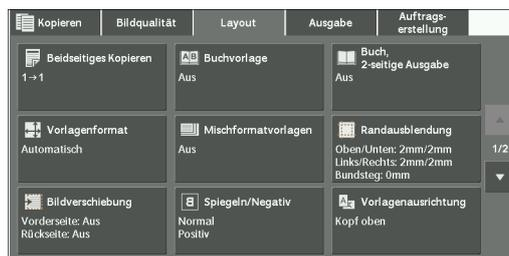 Kopieren
Bildqualität
Layout
Ausgabe
Auftrags-
erstellung
Beidseitiges Kopieren
1→1
Buchvorlage
Aus
Buch,
2-seitige Ausgabe
Aus
Vorlagenformat
Automatisch
Mischformatvorlagen
Aus
Randausblendung
Oben/Unten: 2mm/2mm
Links/Rechts: 2mm/2mm
Bundsteg: 0mm
1/2
Bildverschiebung
Vorderseite: Aus
Rückseite: Aus
Spiegeln/Negativ
Normal
Positiv
Vorlagenausrichtung
Kopf oben